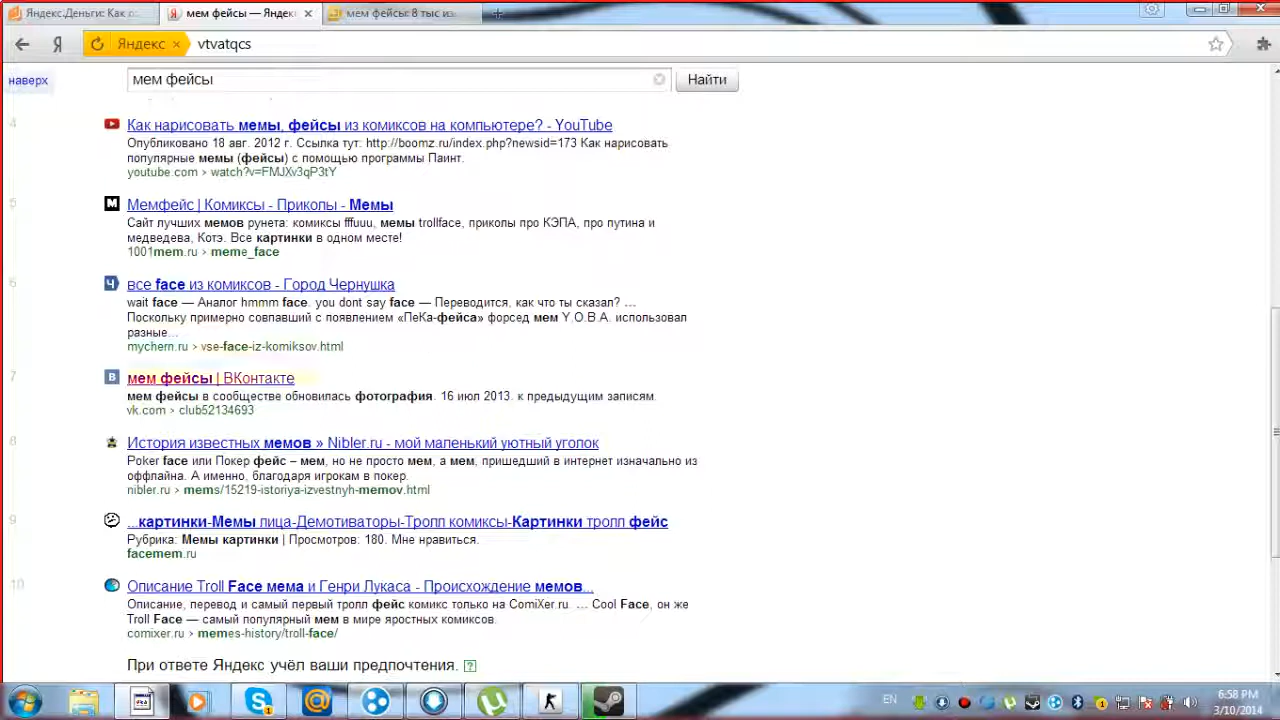 Яндекс.Деньги: Как о
мем фейсы — Яндек
мем фейсы: 8 тыс из
Я
Яндекс
vtvatqcs
наверх
мем фейсы
Найти
4
Как нарисовать мемы, фейсы из комиксов на компьютере? - YouTube
Опубликовано 18 авг. 2012 г. Ссылка тут: http://boomz.ru/index.php?newsid=173 Как нарисовать
популярные мемы (фейсы) с помощью программы Паинт.
youtube.com › watch?v=FMJXv3qP3tY
5
Мемфейс | Комиксы - Приколы - Мемы
Сайт лучших мемов рунета: комиксы fffuuu, мемы trollface, приколы про КЭПА, про путина и
медведева, Котэ. Все картинки в одном месте!
1001mem.ru › meme_face
6
все face из комиксов - Город Чернушка
wait face — Аналог hmmm face. you dont say face — Переводится, как что ты сказал? ...
Поскольку примерно совпавший с появлением «ПеКа-фейса» форсед мем Y.O.B.A. использовал
разные...
mychern.ru › vse-face-iz-komiksov.html
7
мем фейсы | ВКонтакте
мем фейсы в сообществе обновилась фотография. 16 июл 2013. к предыдущим записям.
vk.com › club52134693
8
История известных мемов » Nibler.ru - мой маленький уютный уголок
Poker face или Покер фейс – мем, но не просто мем, а мем, пришедший в интернет изначально из
оффлайна. А именно, благодаря игрокам в покер.
nibler.ru › mems/15219-istoriya-izvestnyh-memov.html
9
...картинки-Мемы лица-Демотиваторы-Тролл комиксы-Картинки тролл фейс
Рубрика: Мемы картинки | Просмотров: 180. Мне нравиться.
facemem.ru
10
Описание Troll Face мема и Генри Лукаса - Происхождение мемов...
Описание, перевод и самый первый тролл фейс комикс только на ComiXer.ru. ... Cool Face, он же
Troll Face — самый популярный мем в мире яростных комиксов.
comixer.ru › memes-history/troll-face/
При ответе Яндекс учёл ваши предпочтения. ?
EN
6:58 PM
3/10/2014